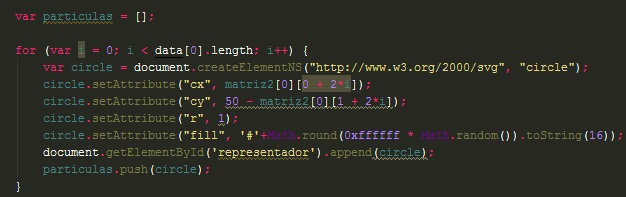 var particulas = [];
for (var i = 0; i < data[0].length; i++) {
var circle = document.createElementNS("http://www.w3.org/2000/svg", "circle");
circle.setAttribute("cx", matriz2[0][0 + 2*i]);
circle.setAttribute("cy", 50 - matriz2[0][1 + 2*i]);
circle.setAttribute("r", 1);
circle.setAttribute("fill", '#'+Math.round(0xffffff * Math.random()).toString(16));
document.getElementById('representador').append(circle);
particulas.push(circle);
}